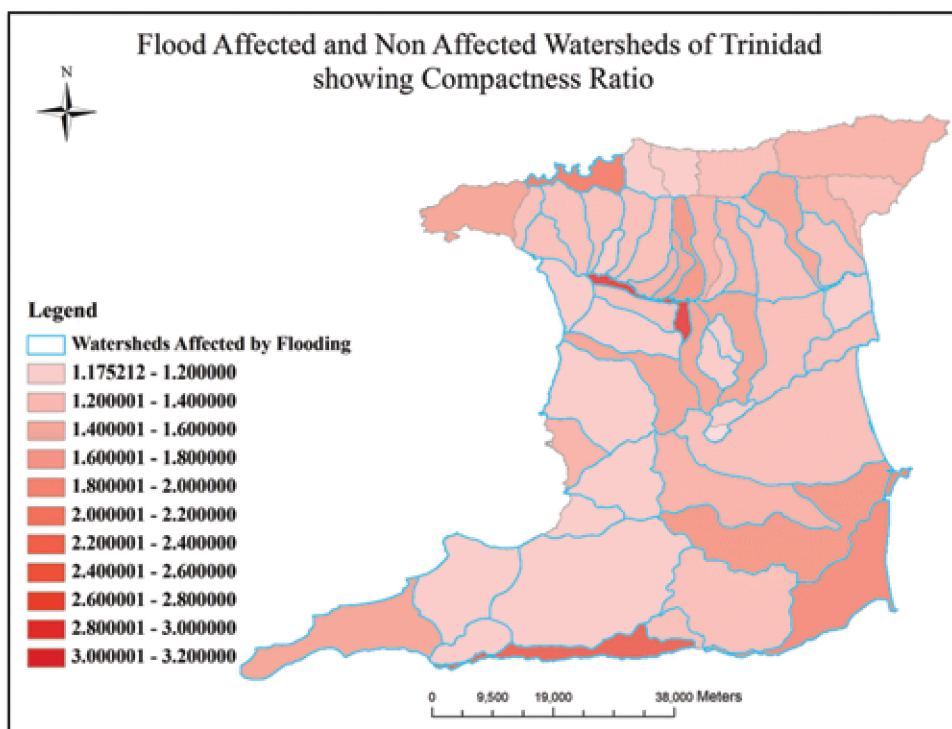 Flood Affected and Non Affected Watersheds of Trinidad
showing Compactness Ratio
N
Legend
Watersheds Affected by Flooding
1.175212 - 1.200000
1.200001 - 1.400000
1.400001 - 1.600000
1.600001 - 1.800000
1.800001 - 2.000000
2.000001 - 2.200000
2.200001 - 2.400000
2.400001 - 2.600000
2.600001 - 2.800000
2.800001 - 3.000000
3.000001 - 3.200000
0 9,500 19,000 38,000 Meters